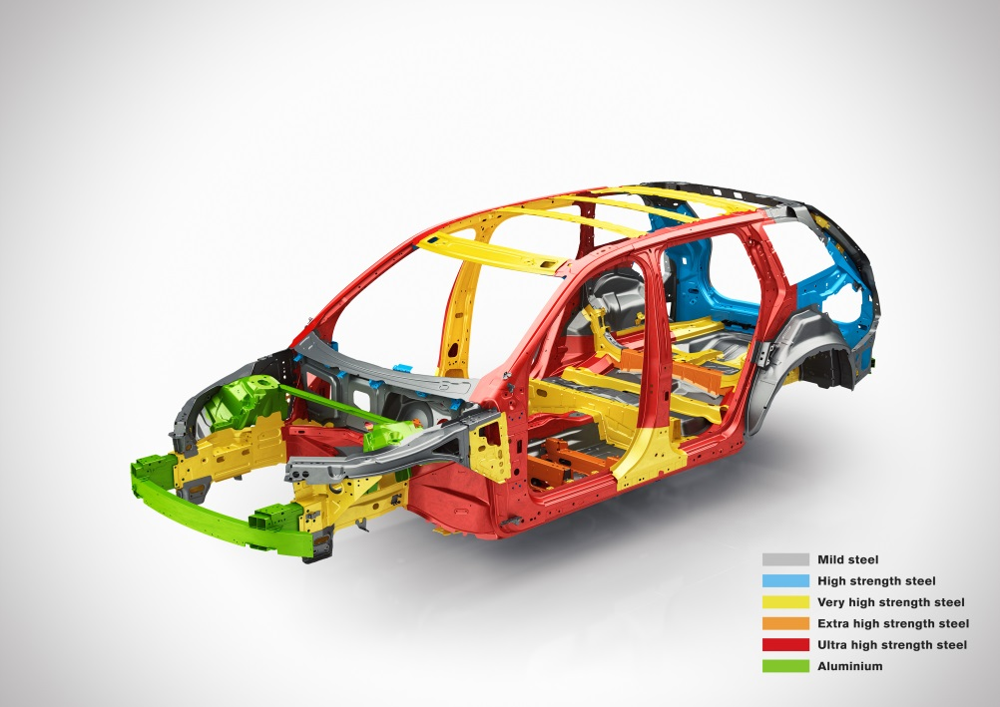 Mild steel
High strength steel
Very high strength steel
Extra high strength steel
Ultra high strength steel
Aluminium